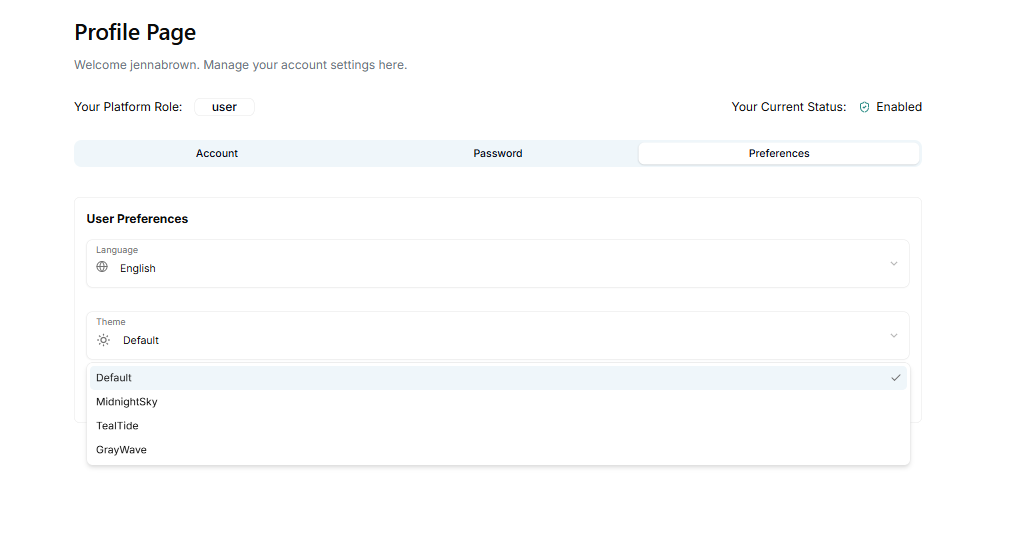 Profile Page
Welcome jennabrown. Manage your account settings here.
Your Platform Role: user
Your Current Status: Enabled
Account Password Preferences
User Preferences
Language
English
Theme
Default
Default
MidnightSky
TealTide
GrayWave